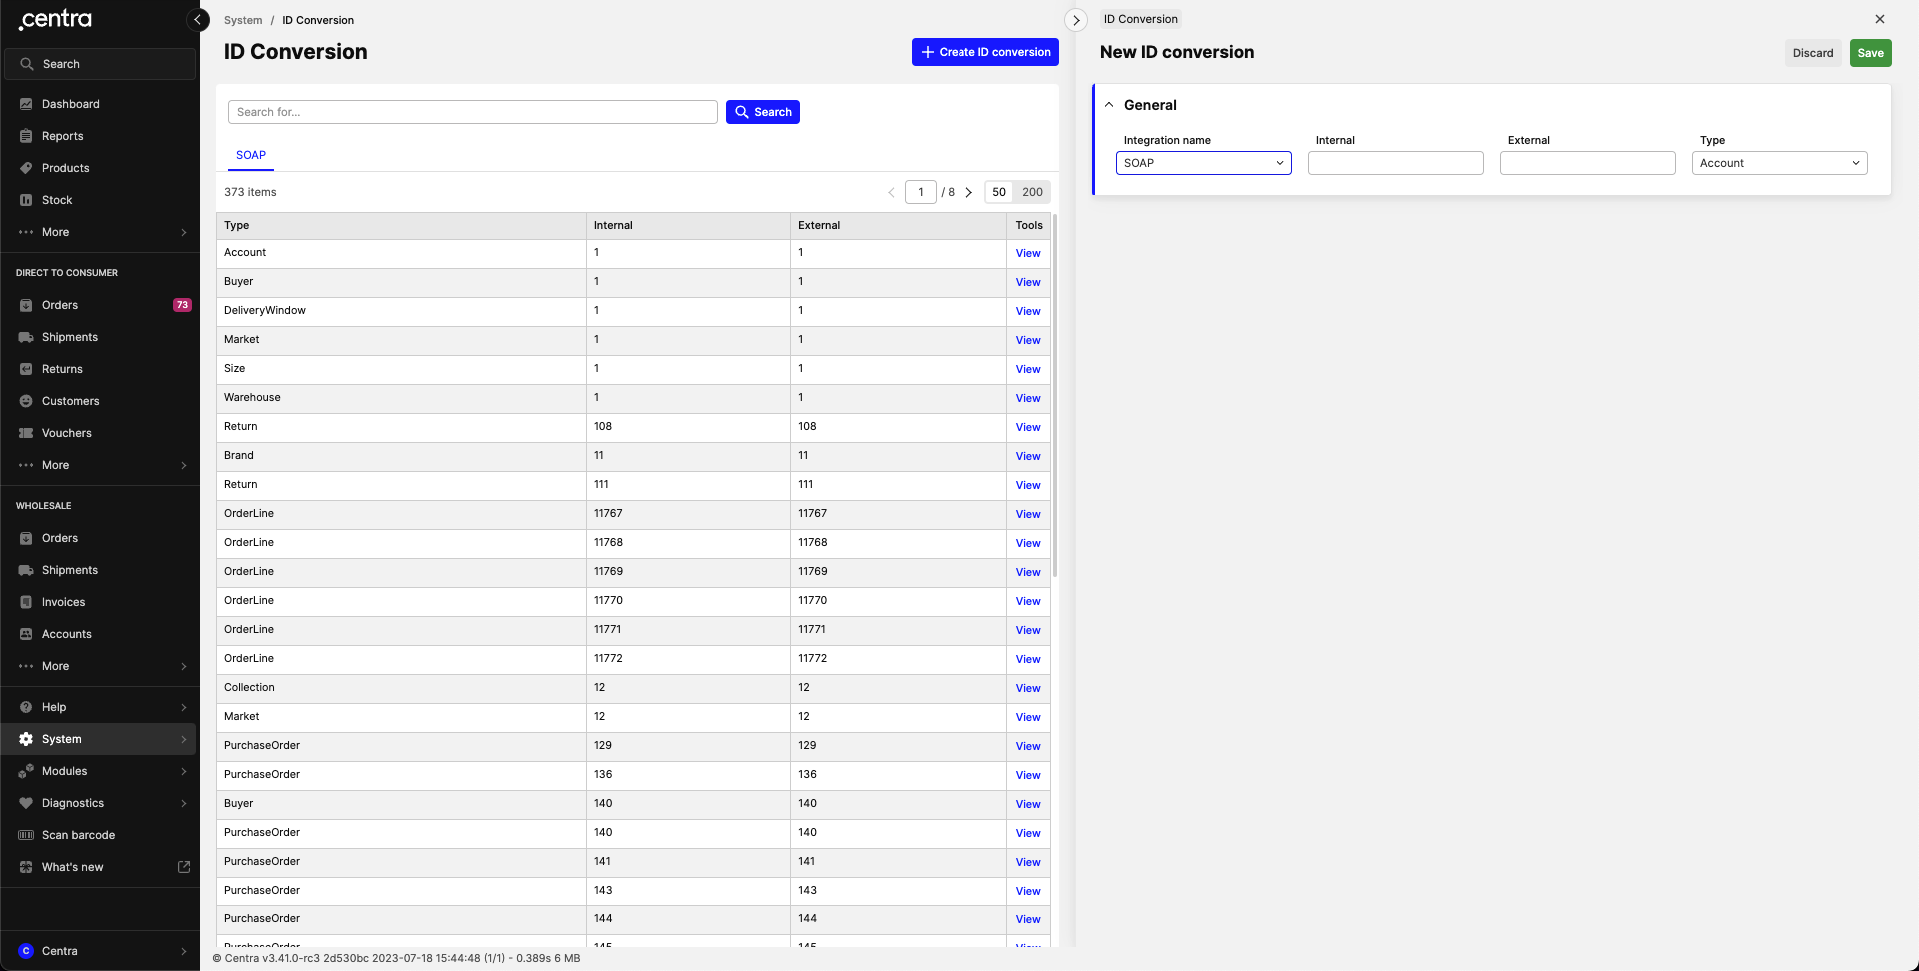 .centra
Search
Dashboard
Reports
Products
Stock
More
DIRECT TO CONSUMER
Orders 73
Shipments
Returns
Customers
Vouchers
More
WHOLESALE
Orders
Shipments
Invoices
Accounts
More
Help
System
Modules
Diagnostics
Scan barcode
What's new
C Centra
System / ID Conversion
ID Conversion
Create ID conversion
Search for...
Search
SOAP
373 items 1 / 8 50 200
Type Internal External Tools
Account 1 1 View
Buyer 1 1 View
DeliveryWindow 1 1 View
Market 1 1 View
Size 1 1 View
Warehouse 1 1 View
Return 108 108 View
Brand 11 11 View
Return 111 111 View
OrderLine 11767 11767 View
OrderLine 11768 11768 View
OrderLine 11769 11769 View
OrderLine 11770 11770 View
OrderLine 11771 11771 View
OrderLine 11772 11772 View
Collection 12 12 View
Market 12 12 View
PurchaseOrder 129 129 View
PurchaseOrder 136 136 View
Buyer 140 140 View
PurchaseOrder 140 140 View
PurchaseOrder 141 141 View
PurchaseOrder 143 143 View
PurchaseOrder 144 144 View
PurchaseOrder 145 145 View
© Centra v3.41.0-rc3 2d530bc 2023-07-18 15:44:48 (1/1) - 0.389s 6 MB
ID Conversion
New ID conversion
Discard Save
General
Integration name Internal External Type
SOAP Account